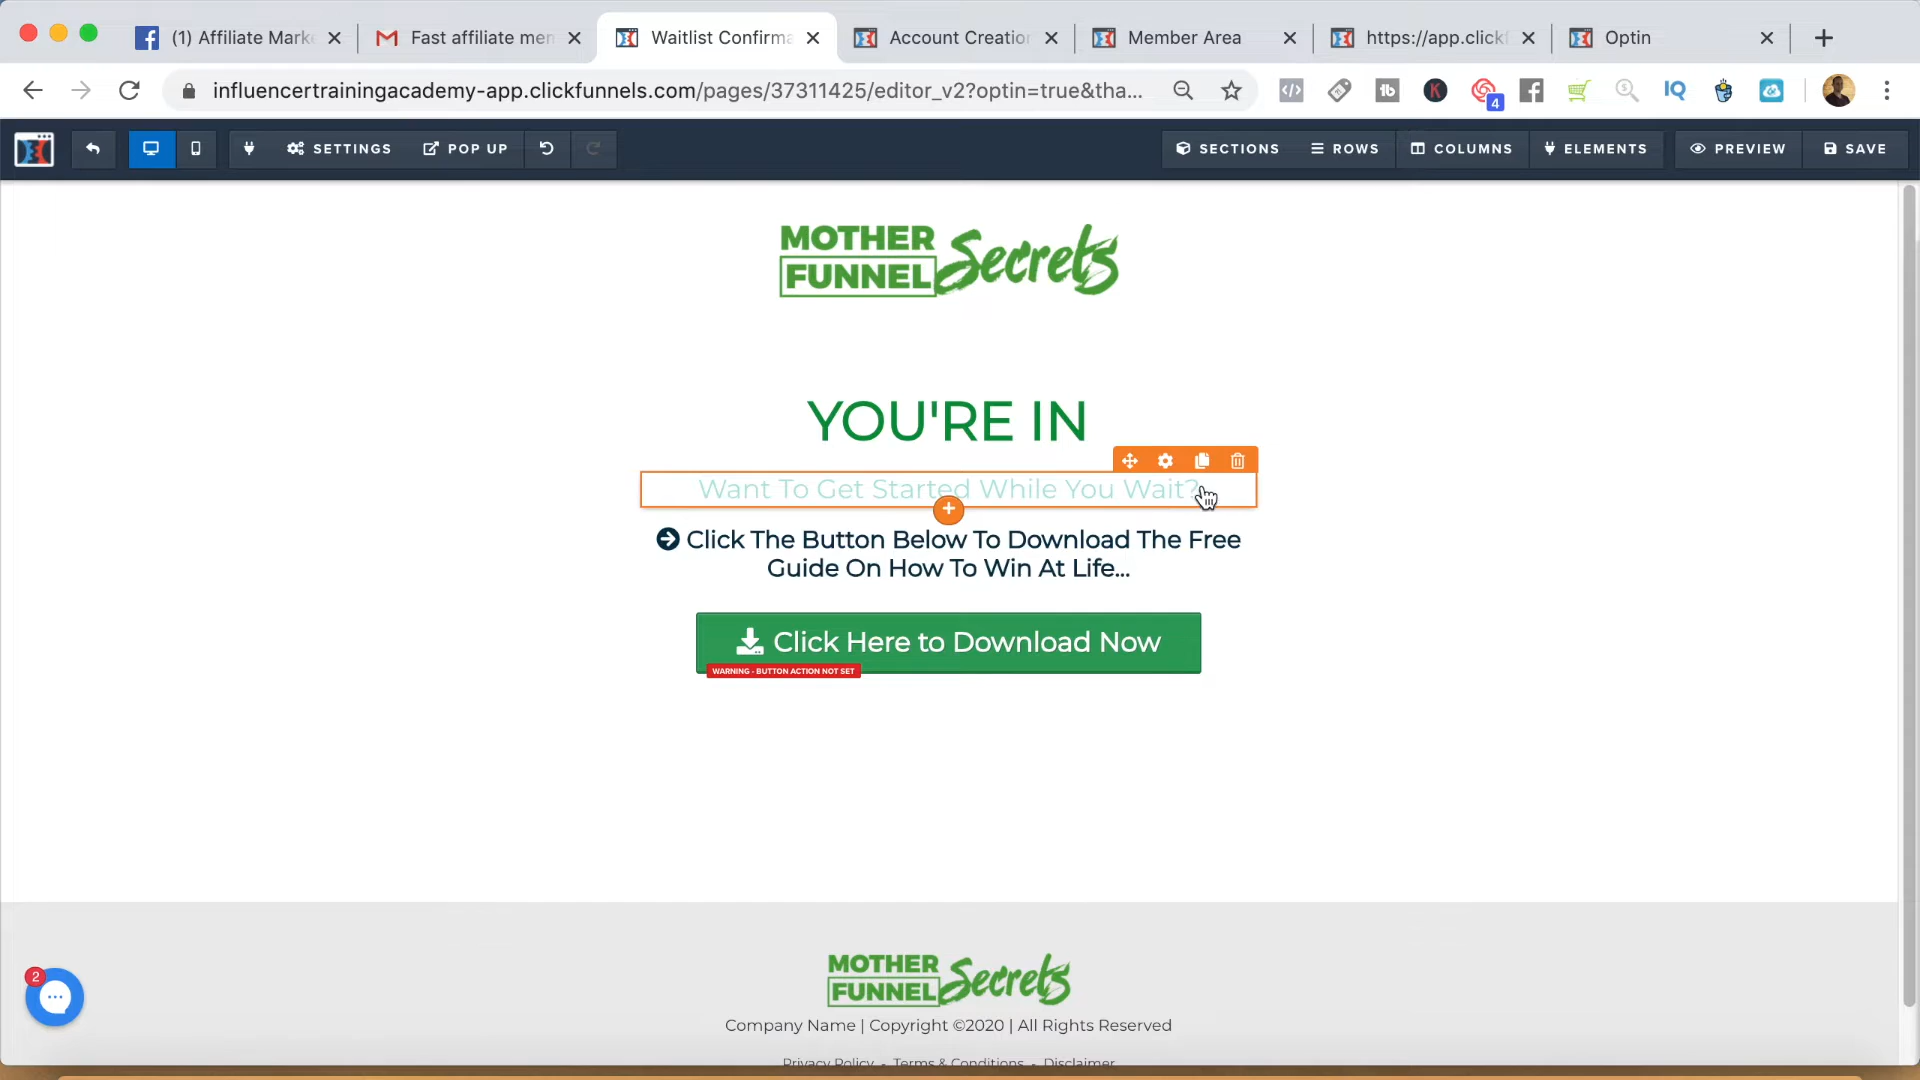 (1) Affiliate Mark
Fast affiliate mem
Waitlist Confirma
Account Creation
Member Area
https://app.clickf
Optin
influencertrainingacademy-app.clickfunnels.com/pages/37311425/editor_v2?optin=true&tha...
4
SETTINGS
POP UP
SECTIONS
ROWS
COLUMNS
ELEMENTS
PREVIEW
SAVE
MOTHER
FUNNEL Secrets
YOU'RE IN
Want To Get Started While You Wait?
Click The Button Below To Download The Free
Guide On How To Win At Life...
Click Here to Download Now
WARNING - BUTTON ACTION NOT SET
2
MOTHER
FUNNEL Secrets
Company Name | Copyright ©2020 | All Rights Reserved
Privacy Policy - Terms & Conditions - Disclaimer